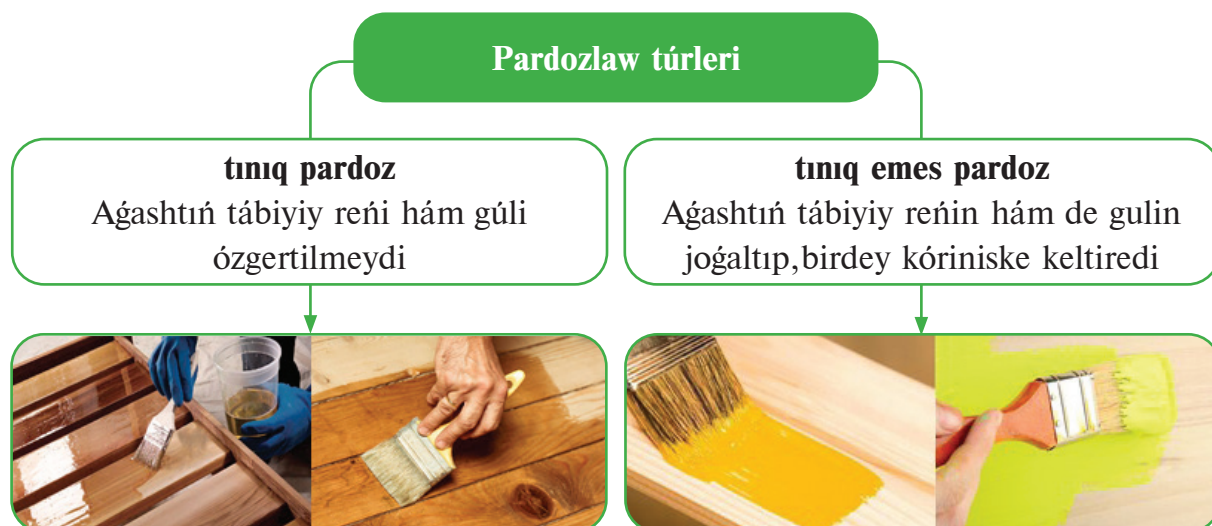 Pardozlaw túrleri
tınıq pardoz
Aǵashtıń tábiyiy reńi hám gúli
ózgertilmeydi
tınıq emes pardoz
Aǵashtıń tábiyiy reńin hám de gulin
joǵaltıp,birdey kóriniske keltiredi